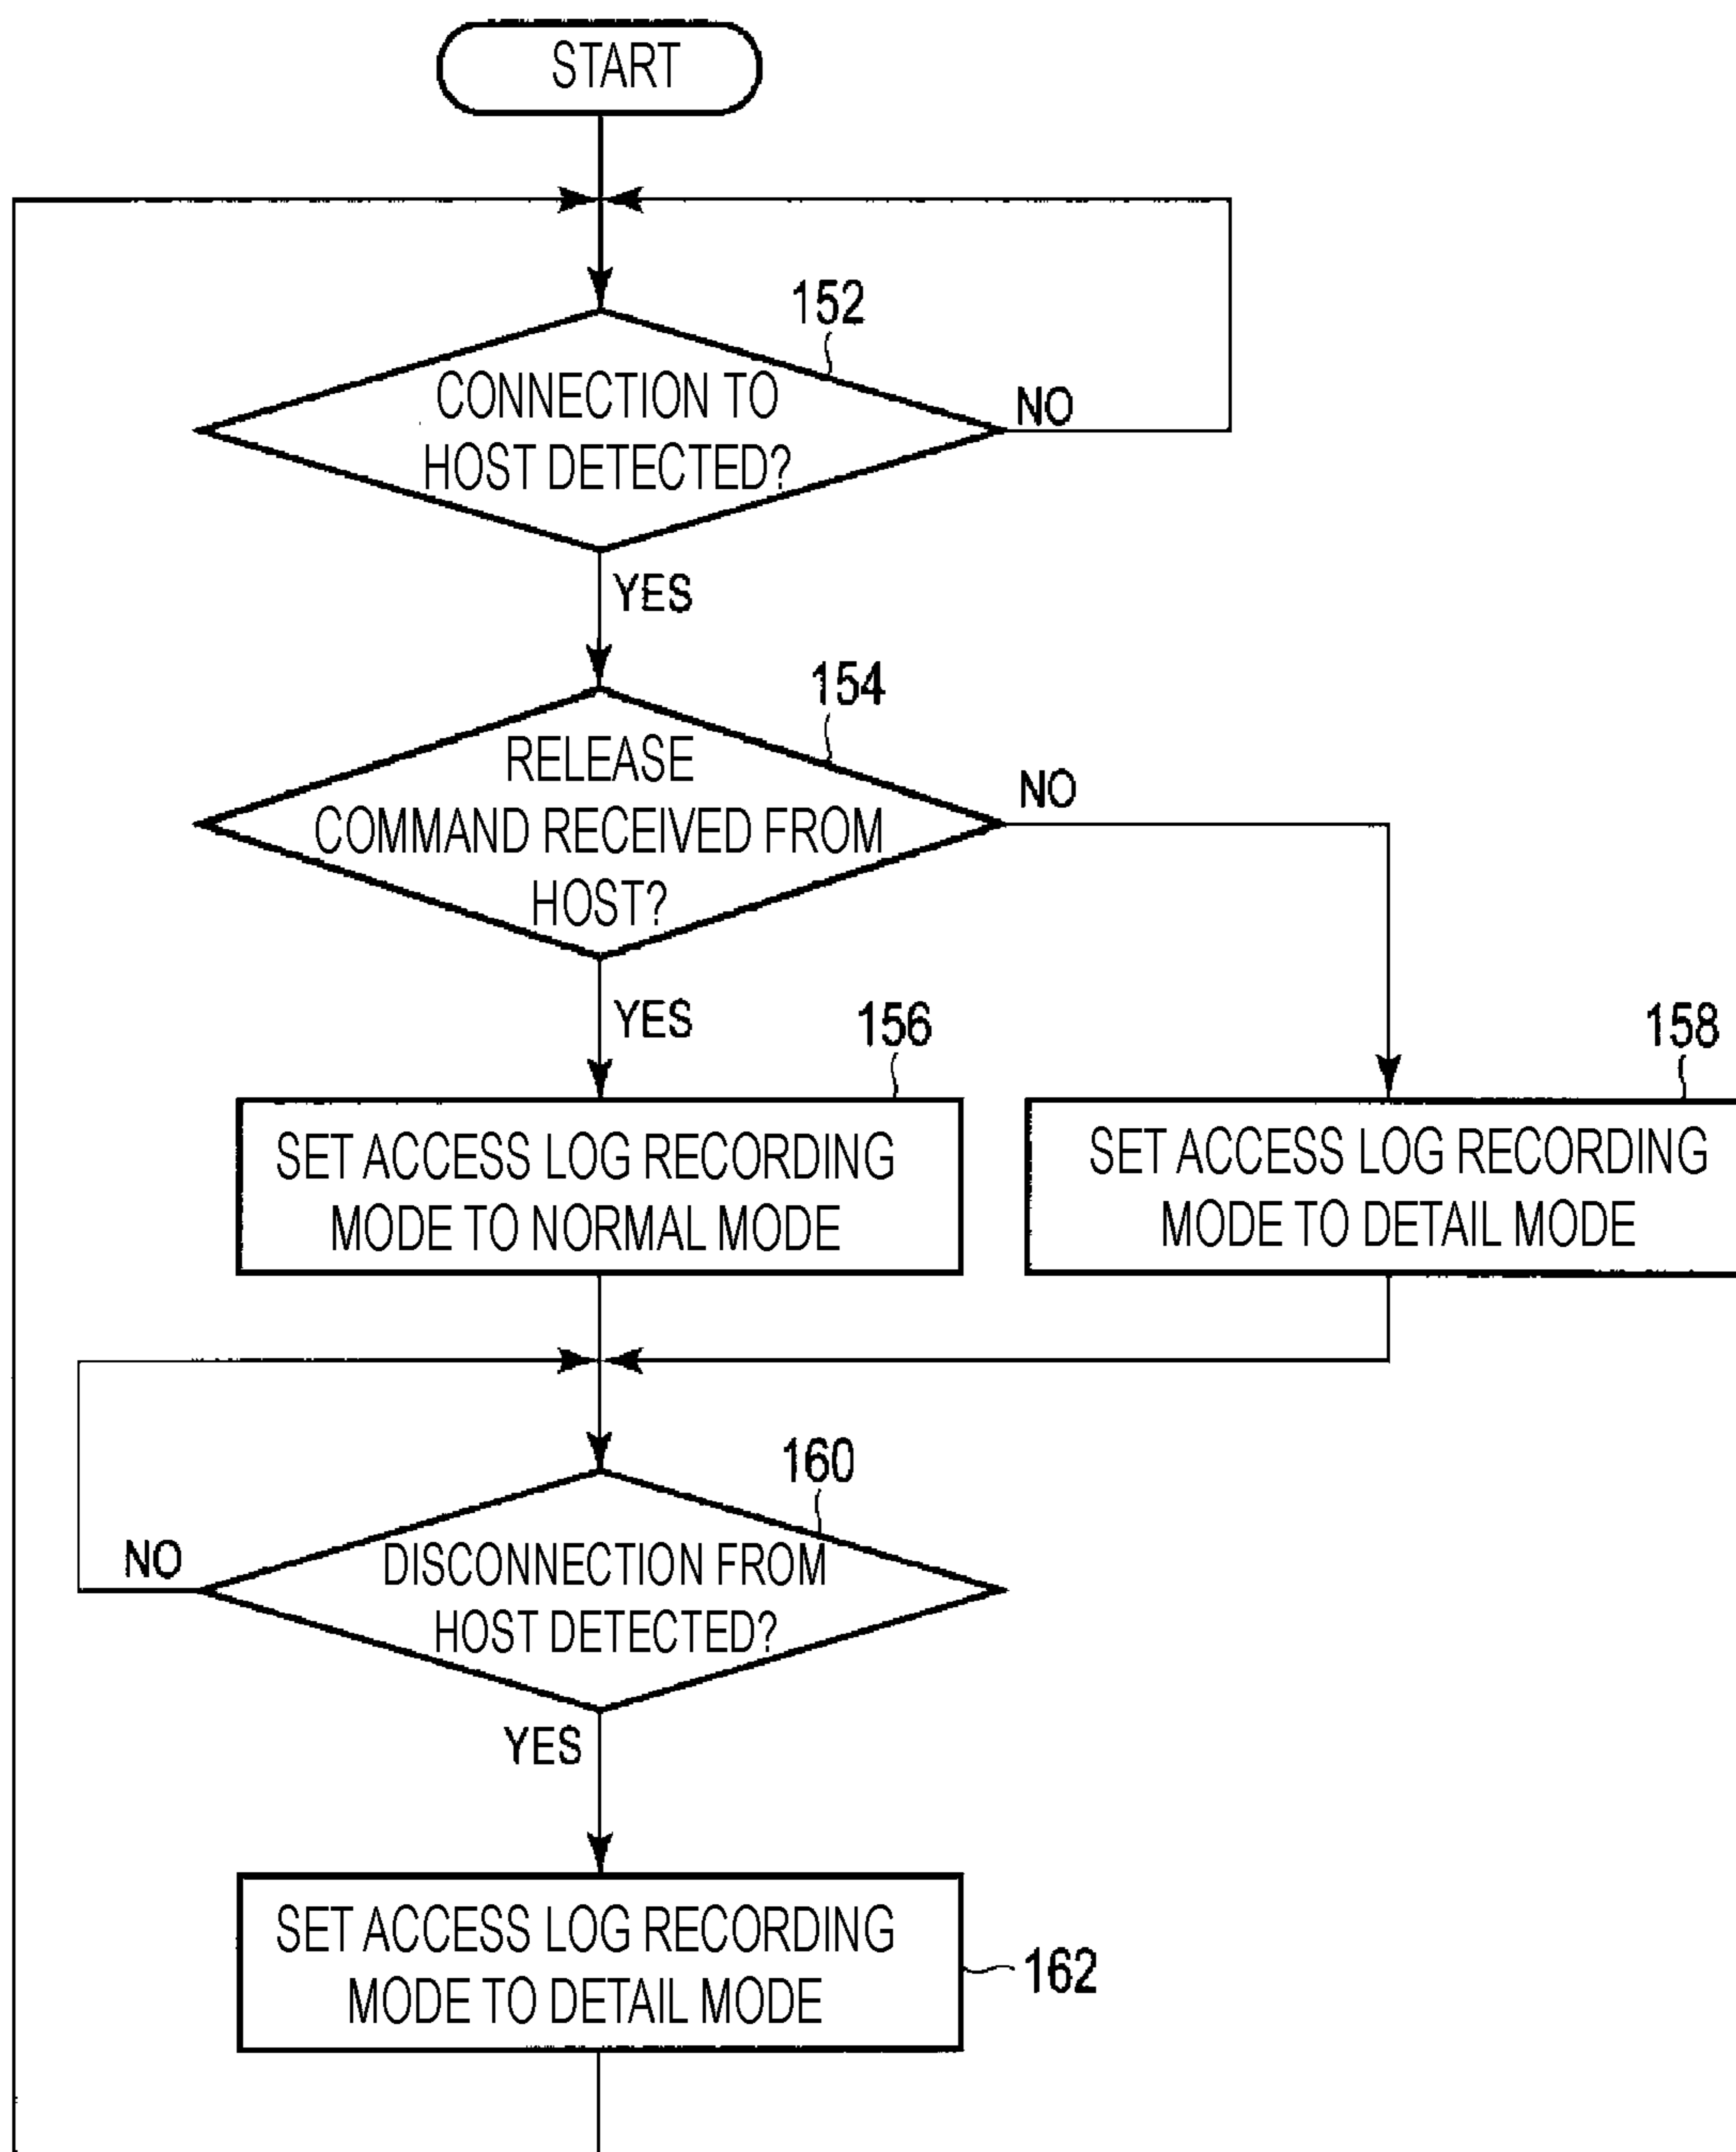 START
152
CONNECTION TO
HOST DETECTED?
NO
YES
154
RELEASE
COMMAND RECEIVED FROM
HOST?
NO
YES
156
SET ACCESS LOG RECORDING
MODE TO NORMAL MODE
158
SET ACCESS LOG RECORDING
MODE TO DETAIL MODE
160
DISCONNECTION FROM
HOST DETECTED?
NO
YES
SET ACCESS LOG RECORDING
MODE TO DETAIL MODE
162